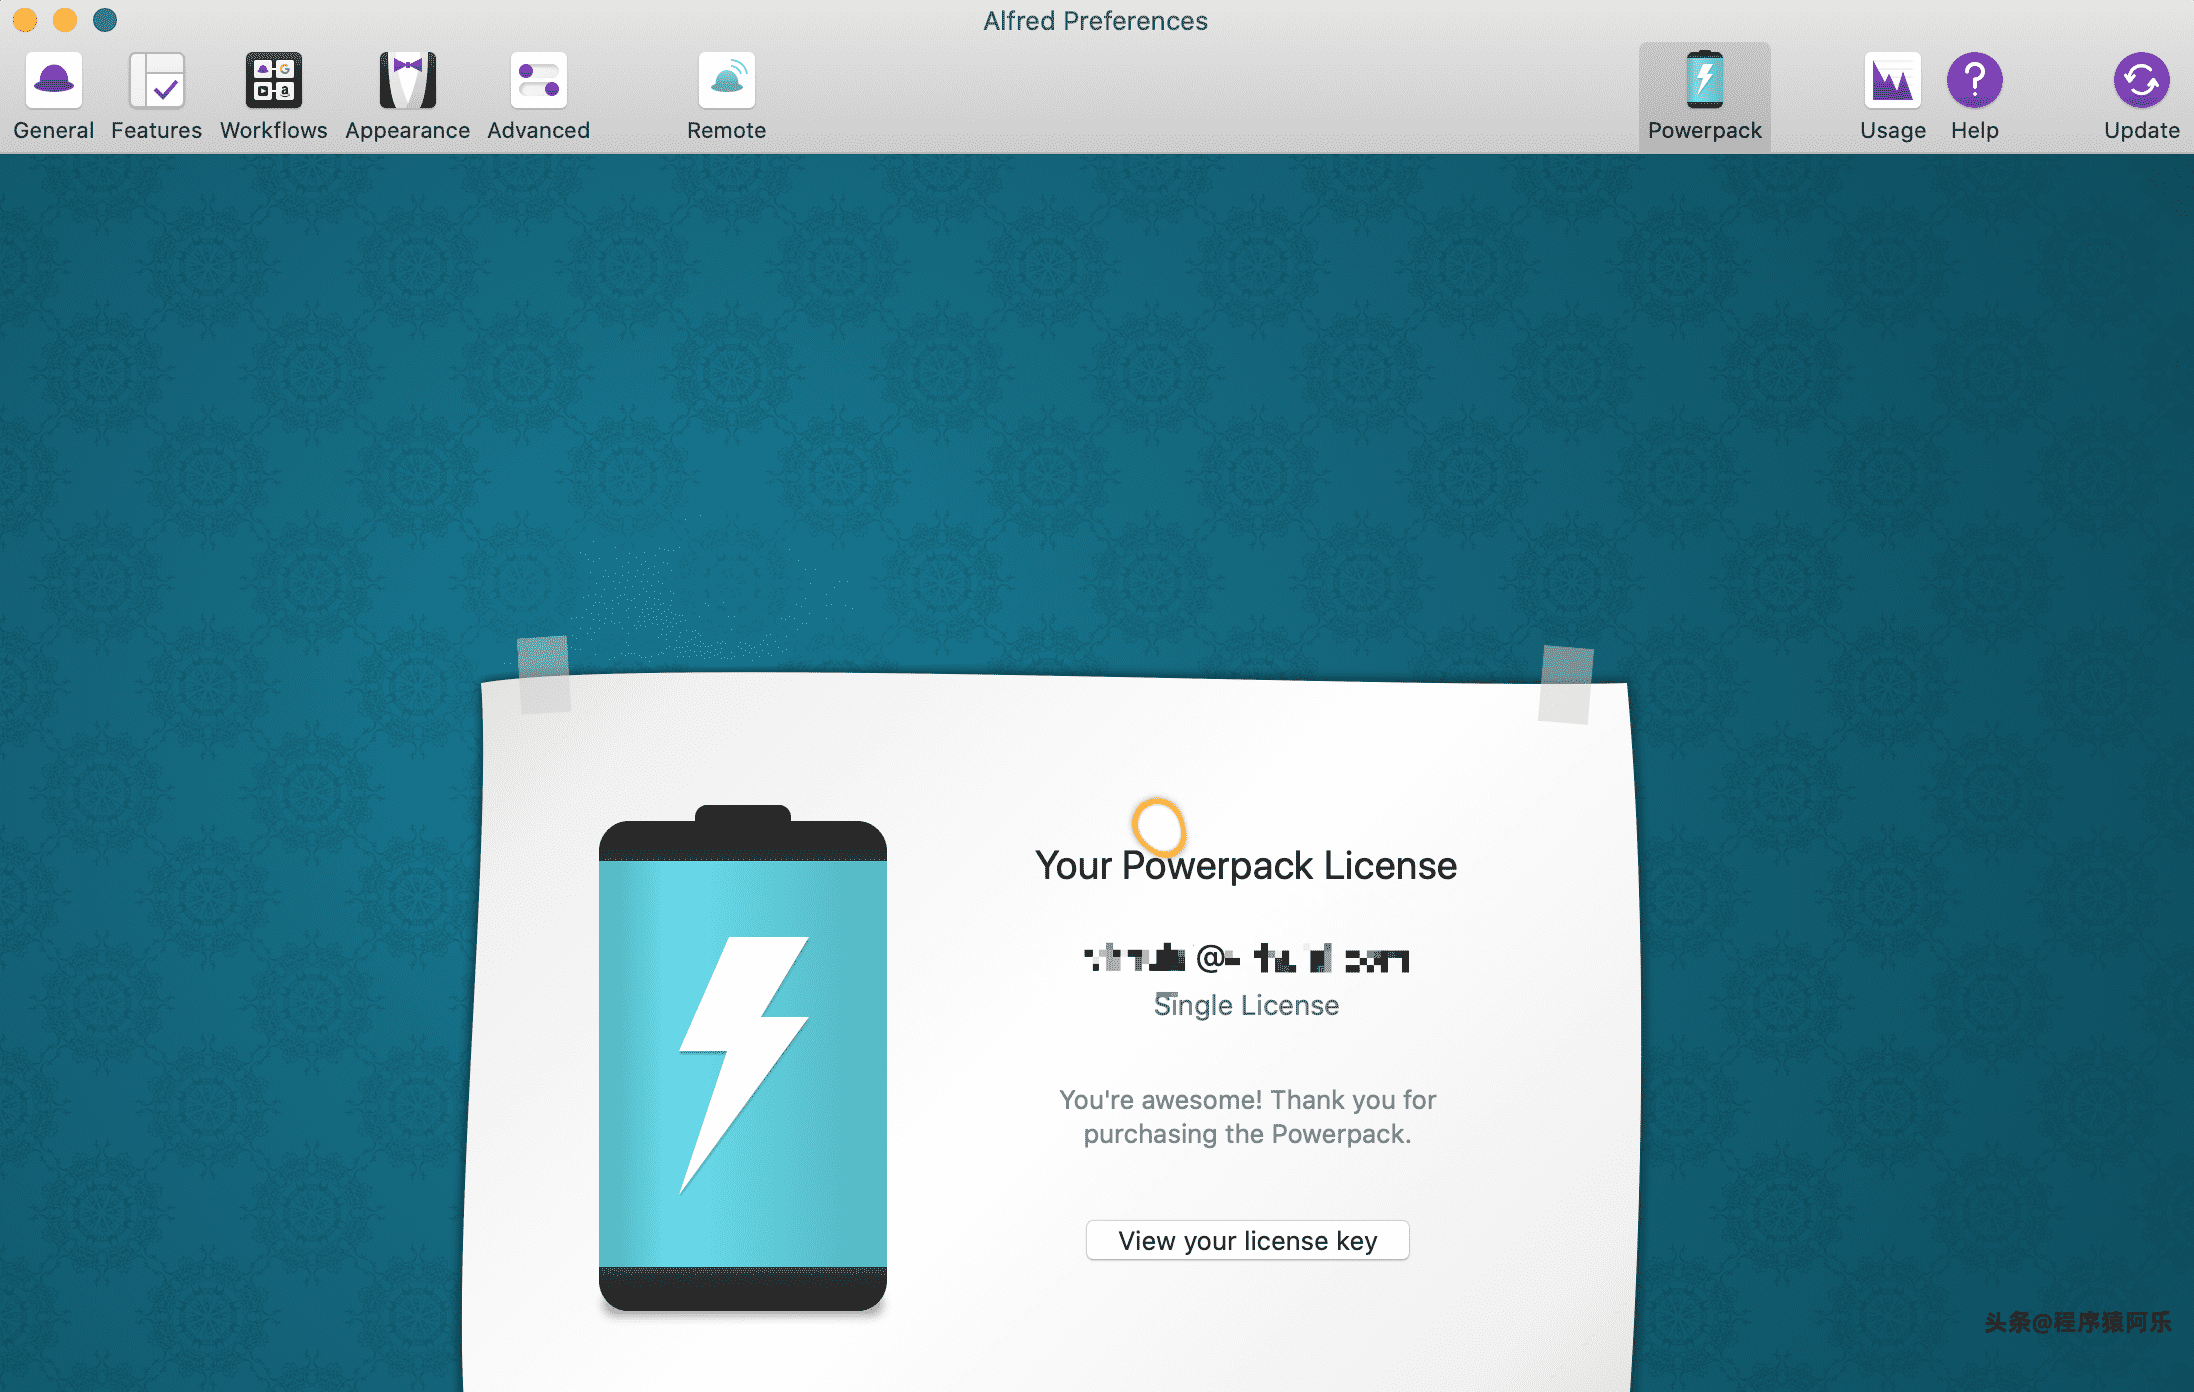 Alfred Preferences
General Features Workflows Appearance Advanced Remote Powerpack Usage Help Update
Your Powerpack License
@
Single License
You're awesome! Thank you for
purchasing the Powerpack.
View your license key
头条@程序猿阿乐